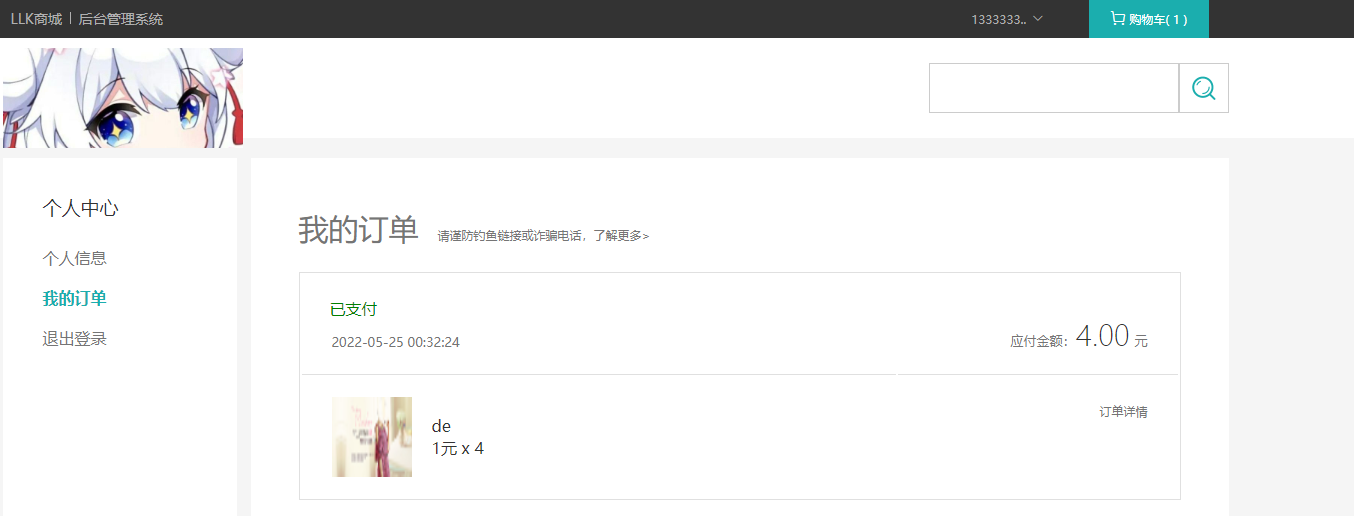 LLK商城 | 后台管理系统
1333333..
购物车( 1 )
个人中心
个人信息
我的订单
退出登录
我的订单
请谨防钓鱼链接或诈骗电话，了解更多>
已支付
2022-05-25 00:32:24
应付金额：4.00 元
de
1元 x 4
订单详情